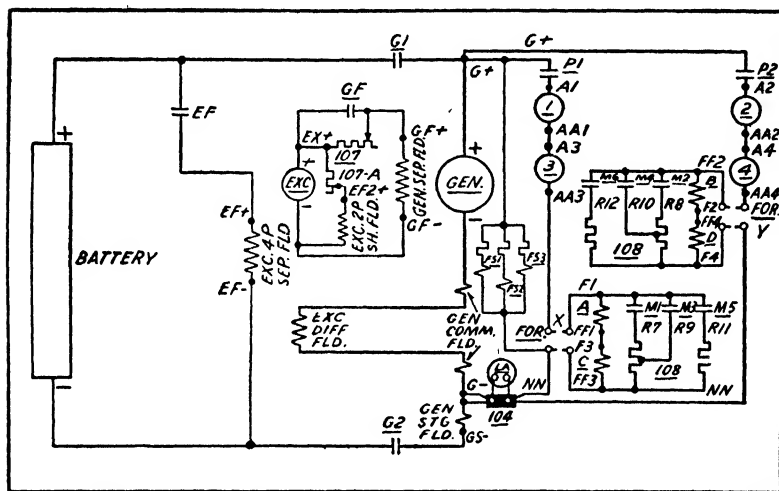 G1
G+
G+
P1
P2
A1
A2
EF
GF
1
2
EX+
GF+
AA1
AA2
107
A3
A4
+
+
+
3
4
FF2
107-A
EXC
GEN.
M6
M4
M2
B
AA4
EF2+
GEN. SEP. FLD.
AA3
R12
R10
R8
F2
FOR.
EF+
-
EXC. 2P
SH. FLD.
-
FF4
Y
BATTERY
EXC. 4P
SEP. FLD
GF-
108
D
F4
EF-
FS1
FS2
FS3
F1
EXC
DIFF
FLD.
GEN
COMM.
FLD.
X
FOR.
A
M1
M3
M5
FF1
R7
R9
R11
F3
LA
C
FF3
108
-
G-
NN
NN
G2
GEN
STG
FLD.
104
GS-